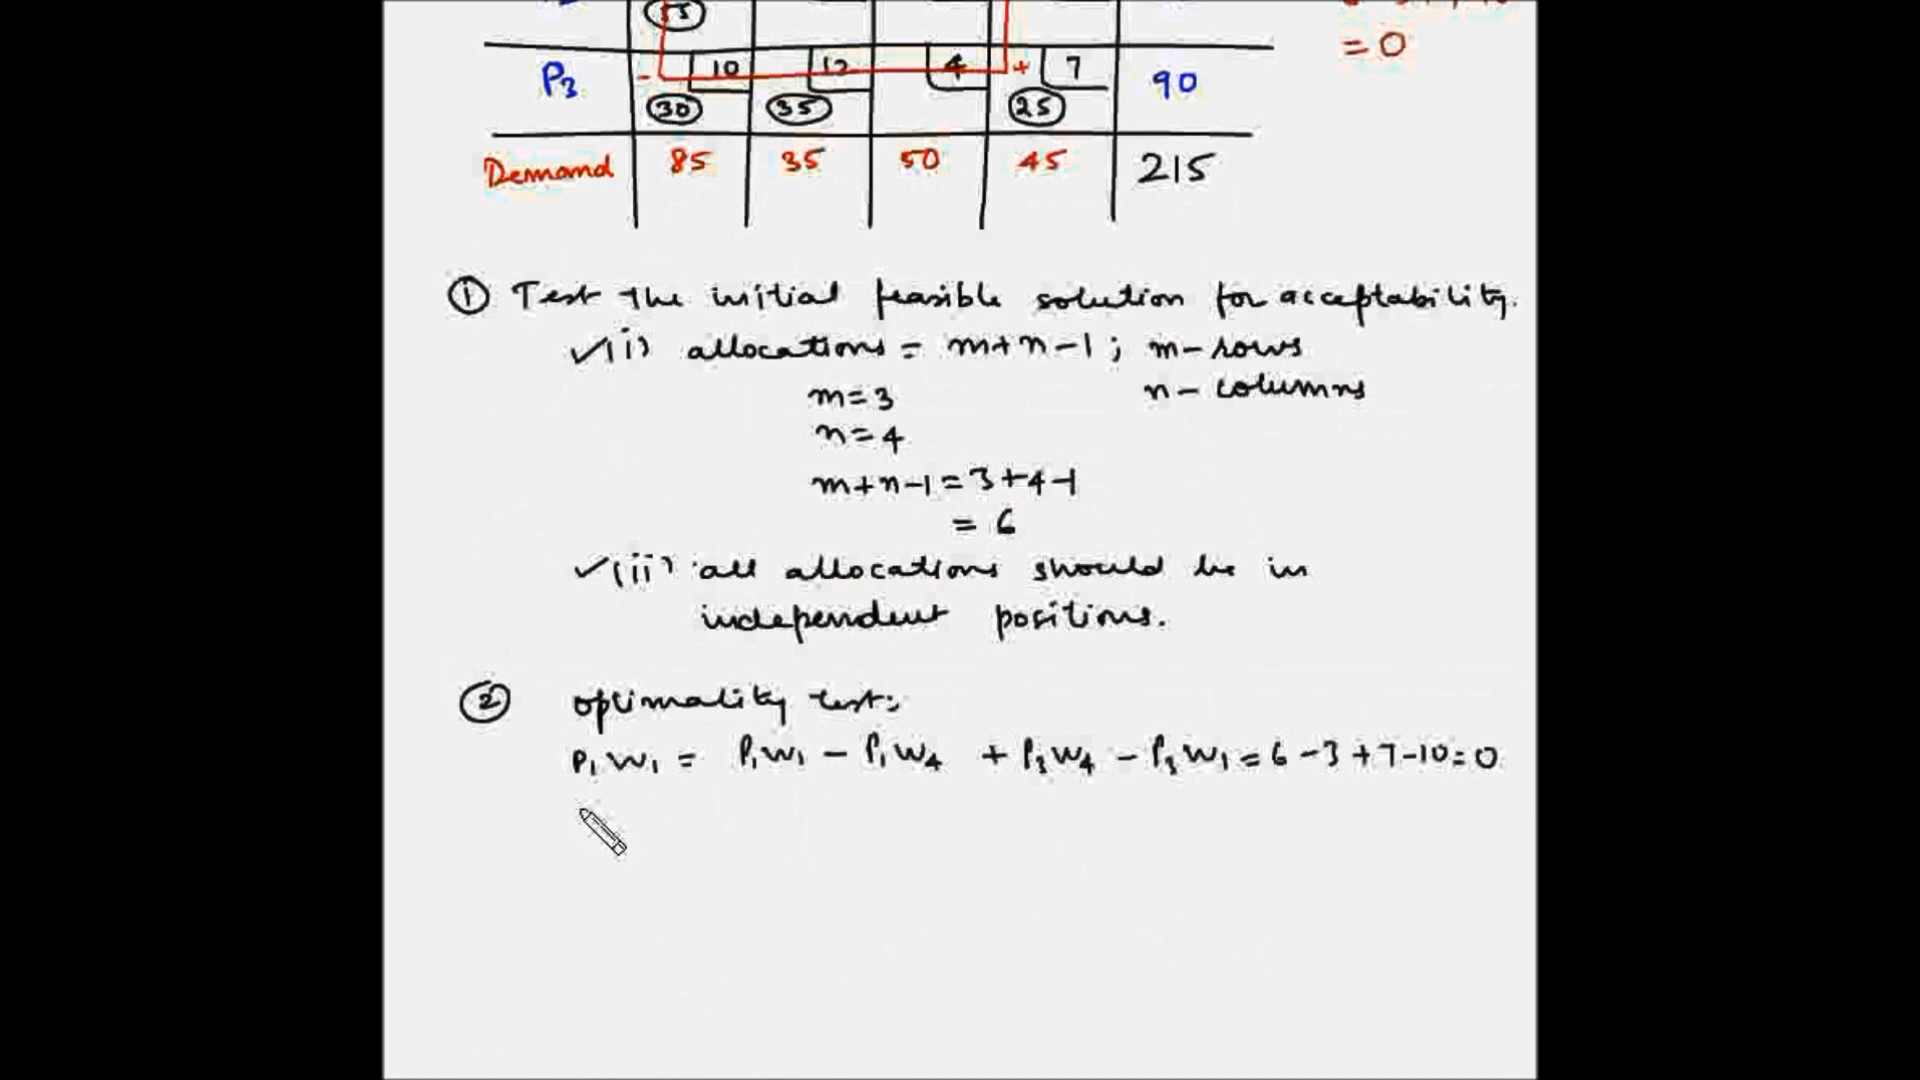 = 0
P3 - 10 12 4 + 7 90
30 35 25
Demand 85 35 50 45 215
① Test the initial feasible solution for acceptability.
✓(i) allocations = m+n-1; m-rows
n- columns
m=3
n=4
m+n-1=3+4-1
= 6
✓(ii) all allocations should be in
independent positions.
② optimality test:
P1W1 = P1W1 - P1W4 + P3W4 - P3W1 = 6-3+7-10=0